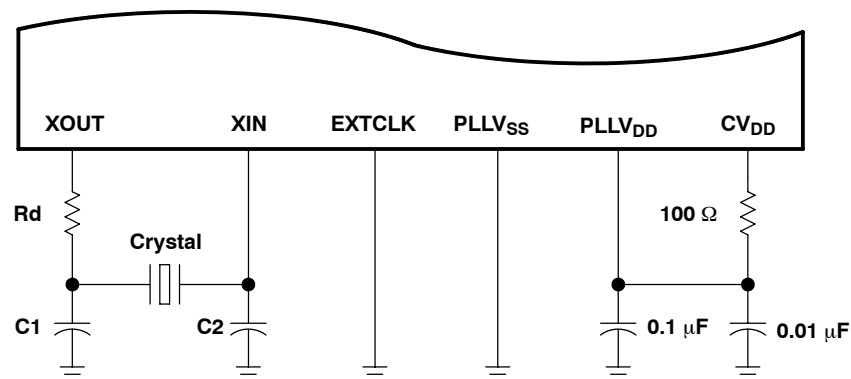 XOUT XIN EXTCLK PLLVSS PLLVDD CVDD
Rd 100 Ω
Crystal
C1 C2 0.1 μF 0.01 μF